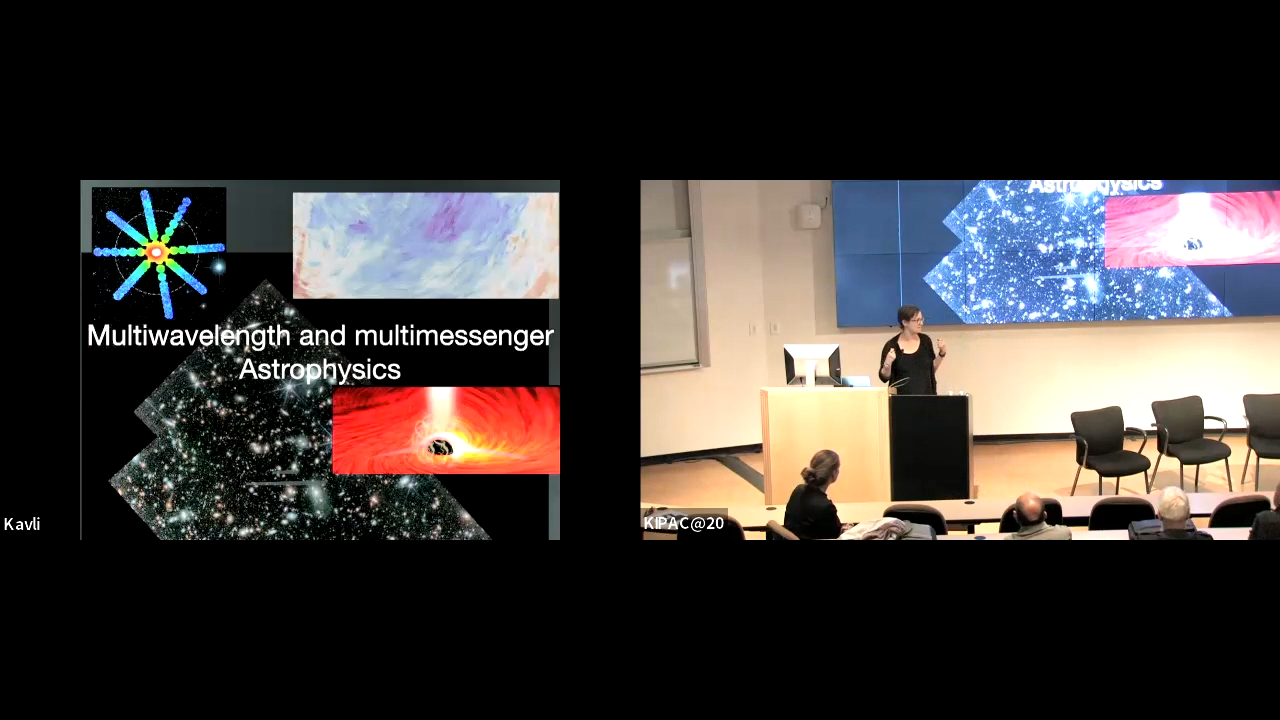 Multiwavelength and multimessenger
Astrophysics
Kavli
Astrophysics
KIPAC@20